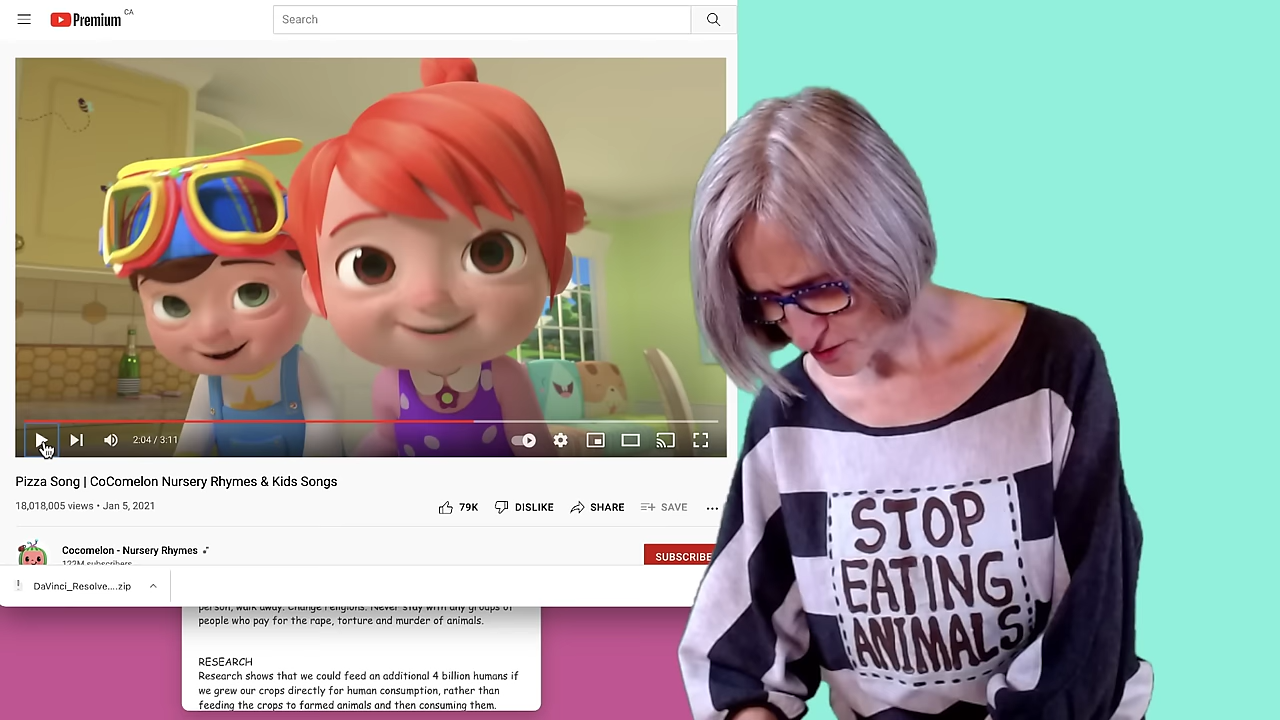 Premium
CA
Search
2:04 / 3:11
Pizza Song | CoComelon Nursery Rhymes & Kids Songs
18,018,005 views • Jan 5, 2021
79K
DISLIKE
SHARE
SAVE
Cocomelon - Nursery Rhymes
122M subscribers
SUBSCRIBE
DaVinci_Resolve....zip
person, walk away. Change religions. Never stay with any groups of
people who pay for the rape, torture and murder of animals.
RESEARCH
Research shows that we could feed an additional 4 billion humans if
we grew our crops directly for human consumption, rather than
feeding the crops to farmed animals and then consuming them.
STOP
EATING
ANIMALS